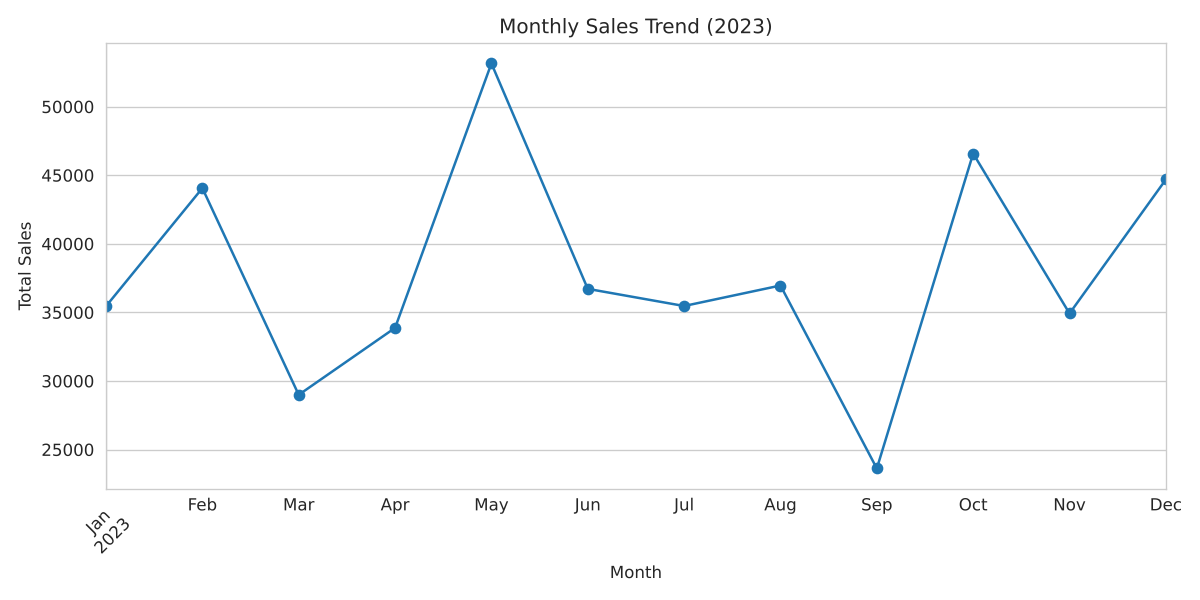 Monthly Sales Trend (2023)
Total Sales
50000
45000
40000
35000
30000
25000
Jan
2023
Feb
Mar
Apr
May
Jun
Jul
Aug
Sep
Oct
Nov
Dec
Month